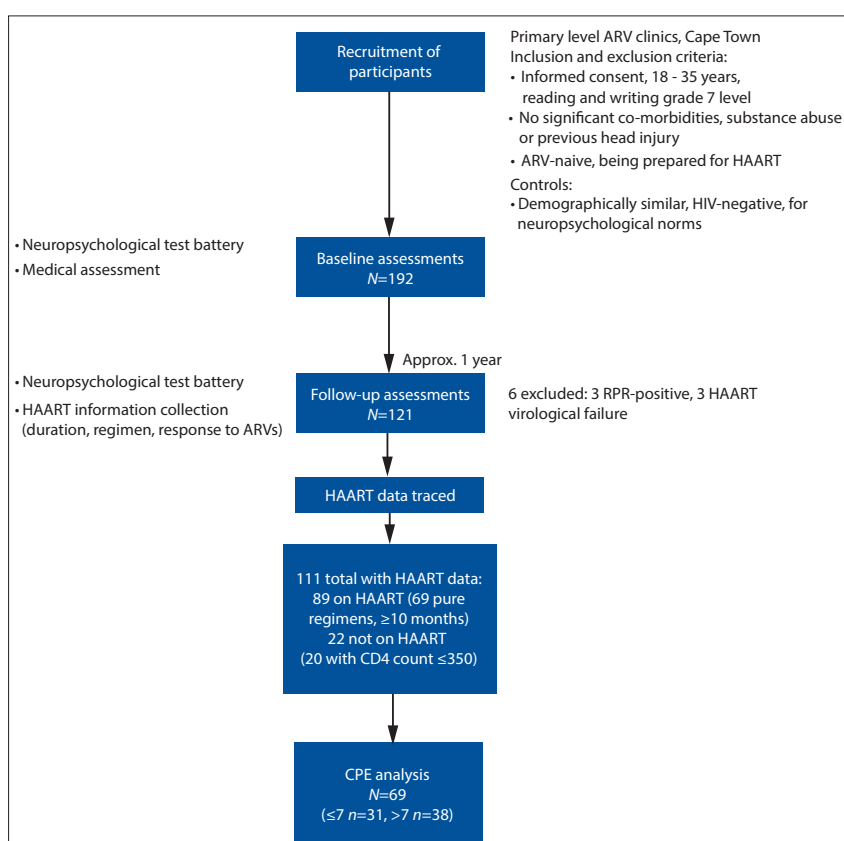 Recruitment of
participants
Primary level ARV clinics, Cape Town
Inclusion and exclusion criteria:
• Informed consent, 18 - 35 years,
reading and writing grade 7 level
• No significant co-morbidities, substance abuse
or previous head injury
• ARV-naive, being prepared for HAART
Controls:
• Demographically similar, HIV-negative, for
neuropsychological norms
• Neuropsychological test battery
• Medical assessment
Baseline assessments
N=192
Approx. 1 year
• Neuropsychological test battery
• HAART information collection
(duration, regimen, response to ARVs)
Follow-up assessments
N=121
6 excluded: 3 RPR-positive, 3 HAART
virological failure
HAART data traced
111 total with HAART data:
89 on HAART (69 pure
regimens, ≥10 months)
22 not on HAART
(20 with CD4 count ≤350)
CPE analysis
N=69
(≤7 n=31, >7 n=38)